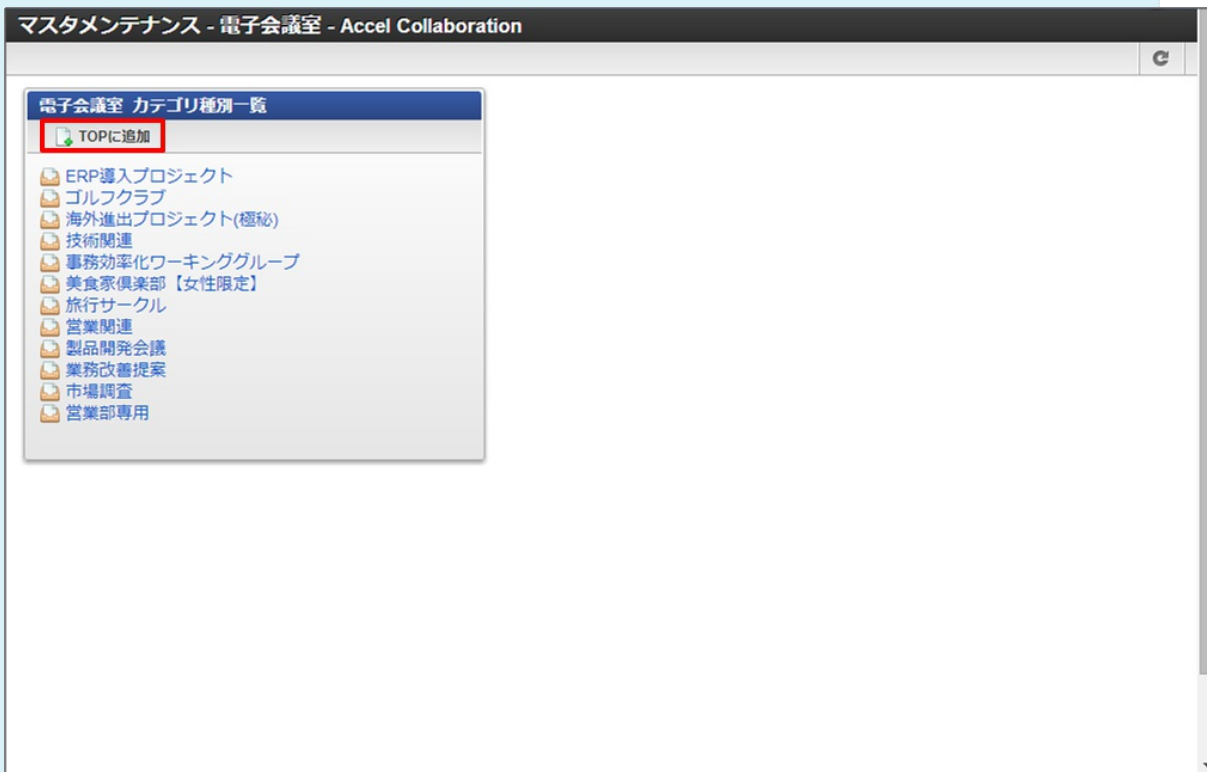 マスタメンテナンス - 電子会議室 - Accel Collaboration
電子会議室 カテゴリ種別一覧
TOPに追加
ERP導入プロジェクト
ゴルフクラブ
海外進出プロジェクト(極秘)
技術関連
事務効率化ワーキンググループ
美食家倶楽部【女性限定】
旅行サークル
営業関連
製品開発会議
業務改善提案
市場調査
営業部専用